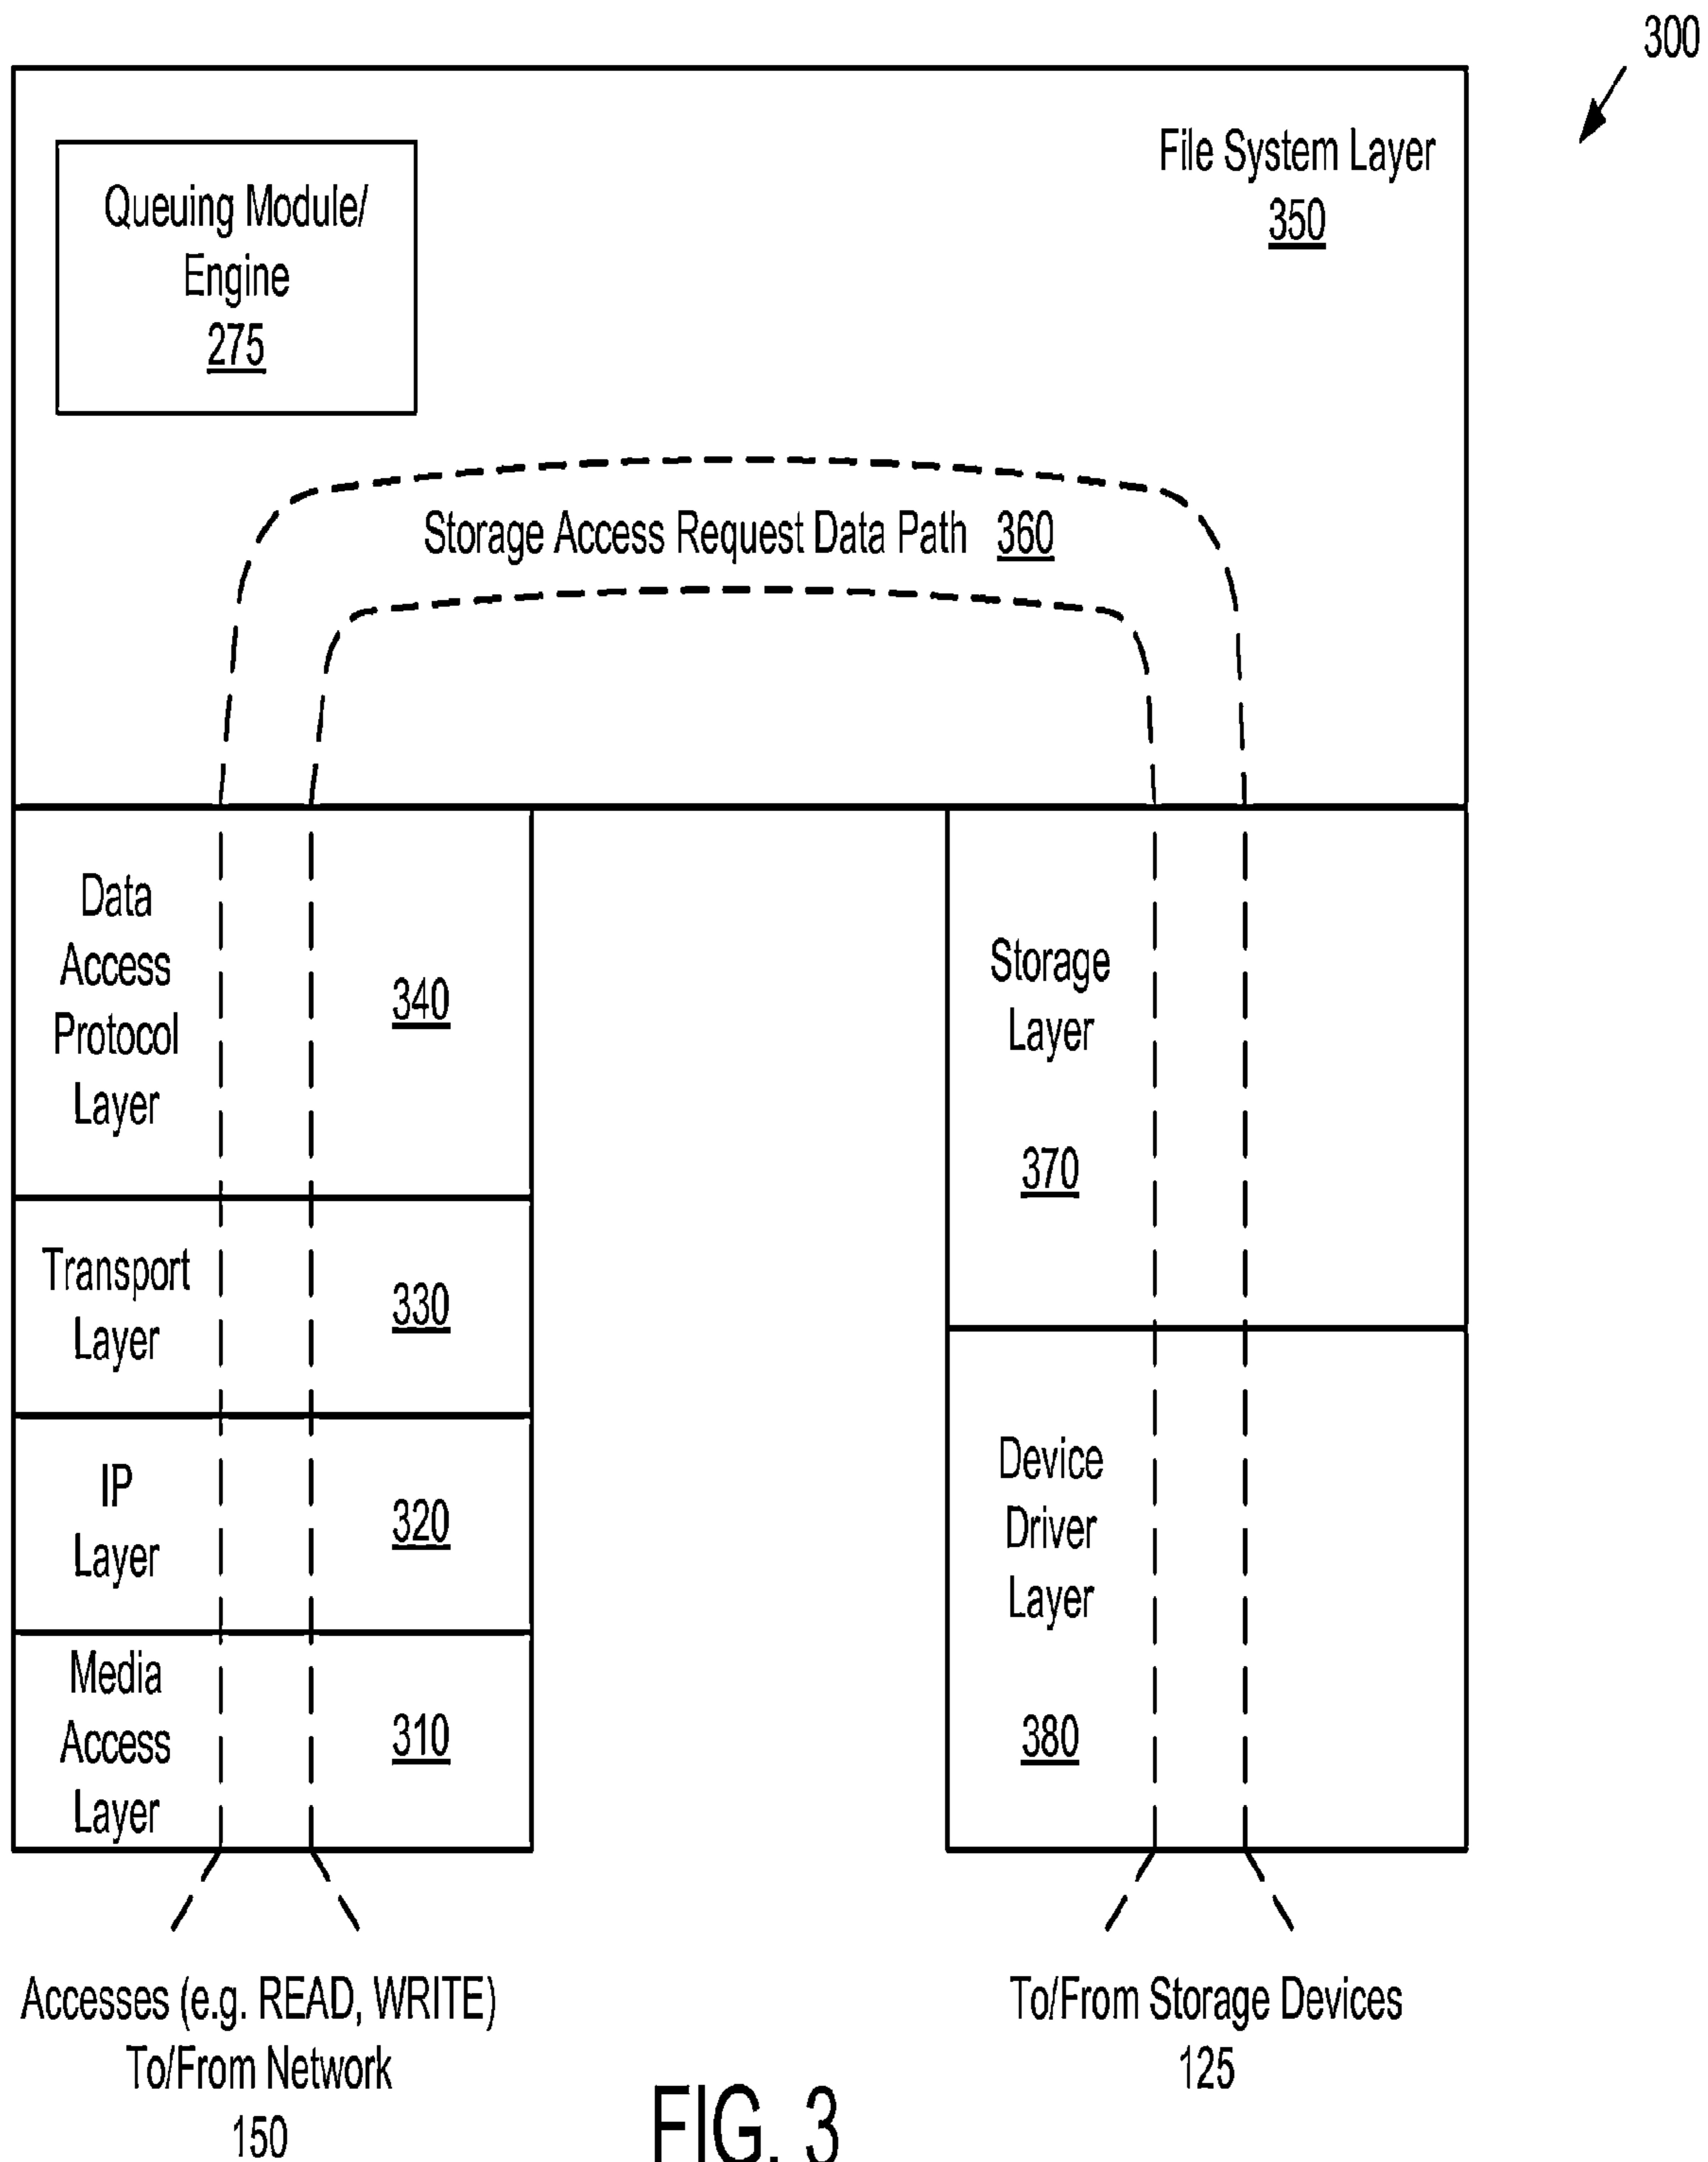 300
File System Layer
350
Queuing Module/
Engine
275
Storage Access Request Data Path 360
Data
Access
Protocol
Layer
340
Transport
Layer
330
IP
Layer
320
Media
Access
Layer
310
Storage
Layer
370
Device
Driver
Layer
380
Accesses (e.g. READ, WRITE)
To/From Network
150
To/From Storage Devices
125
FIG. 3